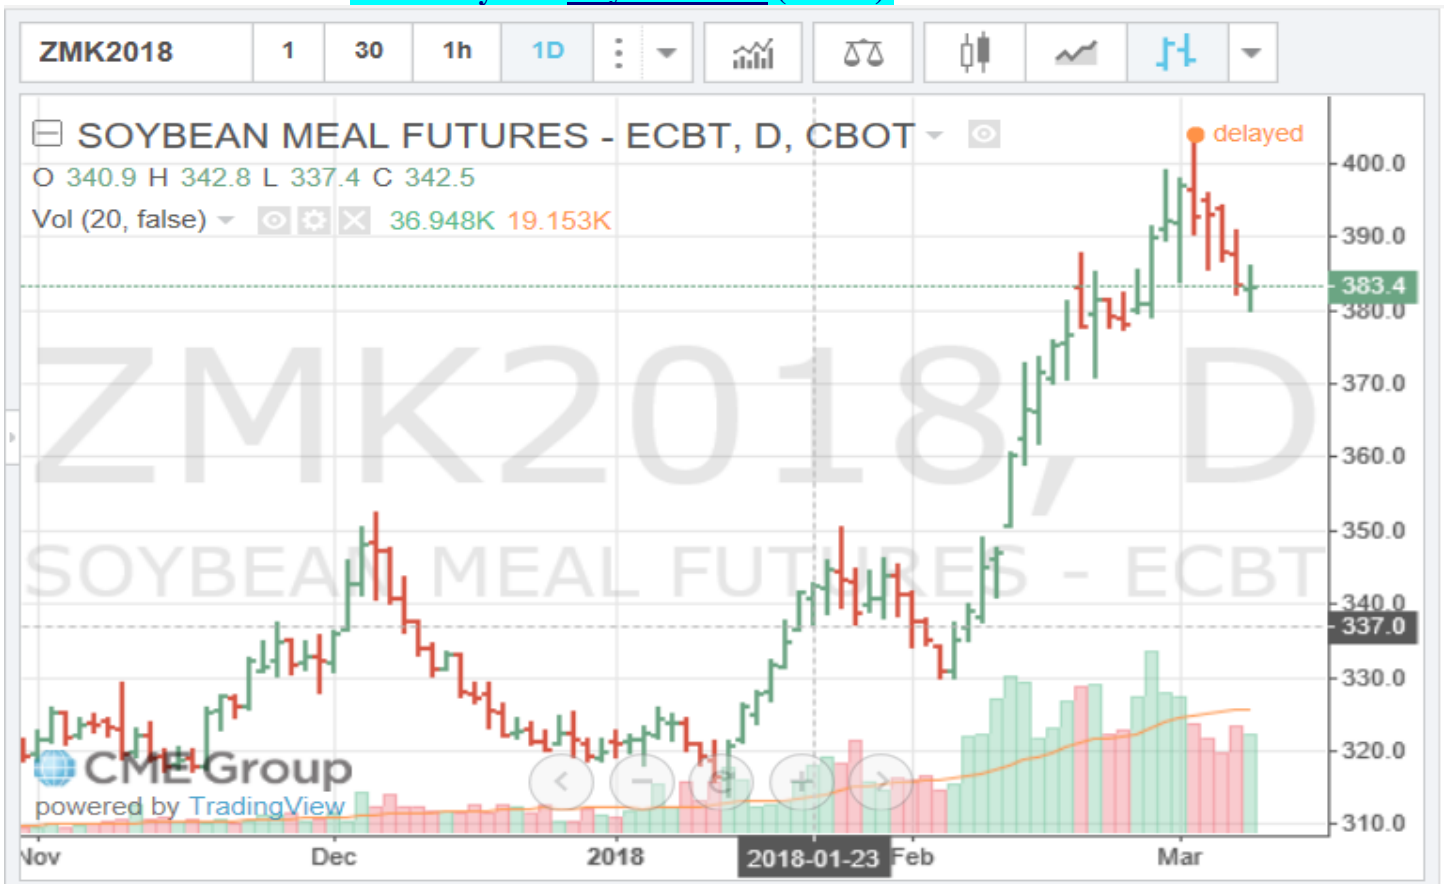 ZMK2018 1 30 1h 1D
SOYBEAN MEAL FUTURES - ECBT, D, CBOT
delayed
O 340.9 H 342.8 L 337.4 C 342.5
Vol (20, false) 36.948K 19.153K
400.0
390.0
383.4
380.0
370.0
360.0
350.0
340.0
337.0
330.0
320.0
310.0
ZMK2018, D
SOYBEAN MEAL FUTURES - ECBT
CME Group
powered by TradingView
Nov Dec 2018 2018-01-23 Feb Mar